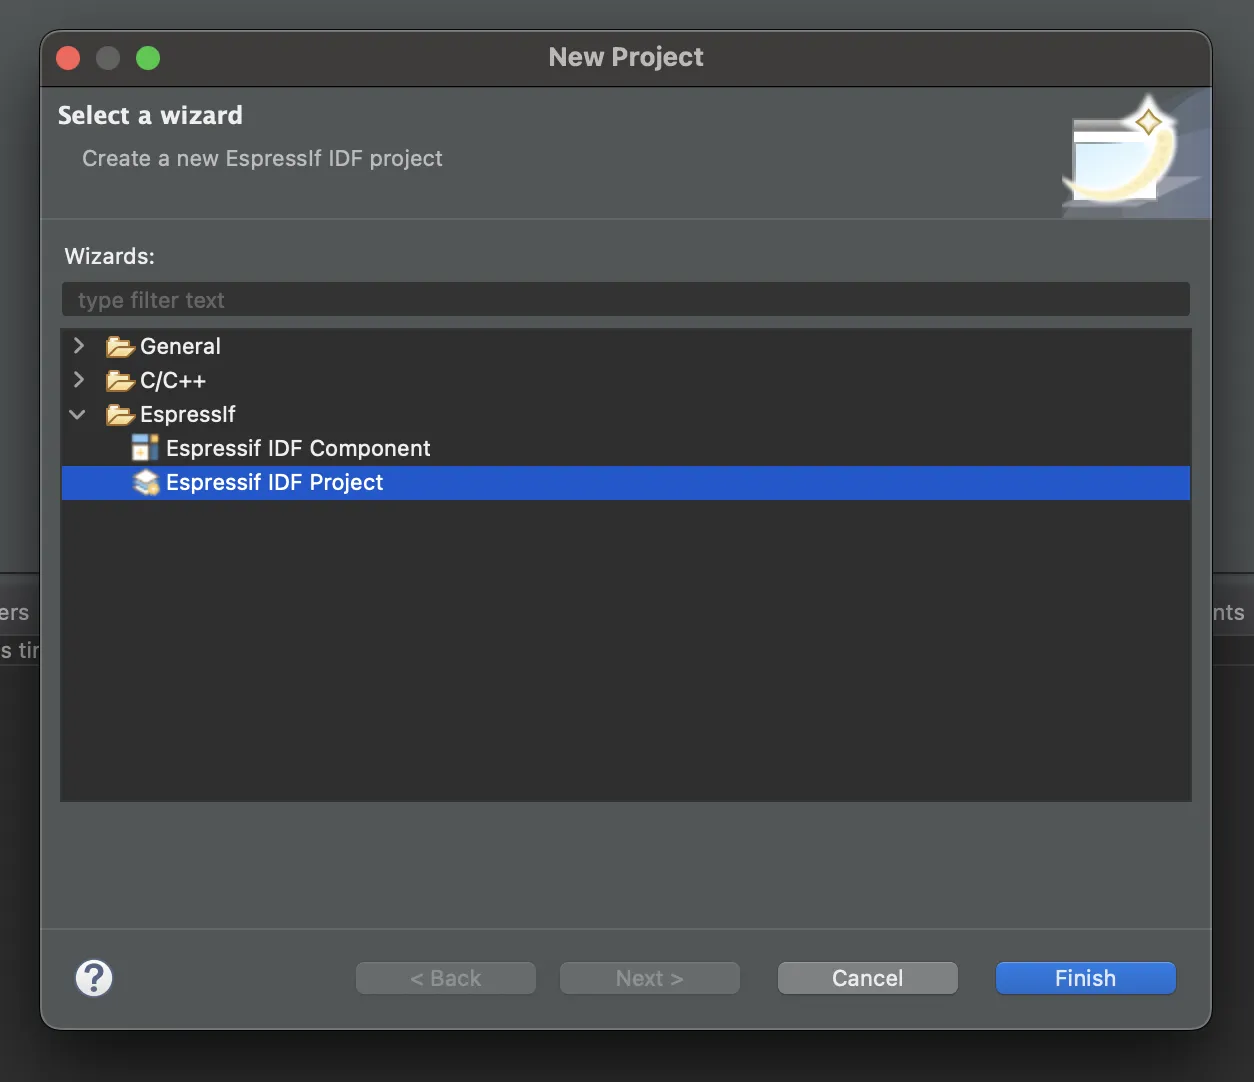 New Project
Select a wizard
Create a new EspressIf IDF project
Wizards:
type filter text
General
C/C++
EspressIf
Espressif IDF Component
Espressif IDF Project
ers
nts
s tir
?
< Back
Next >
Cancel
Finish